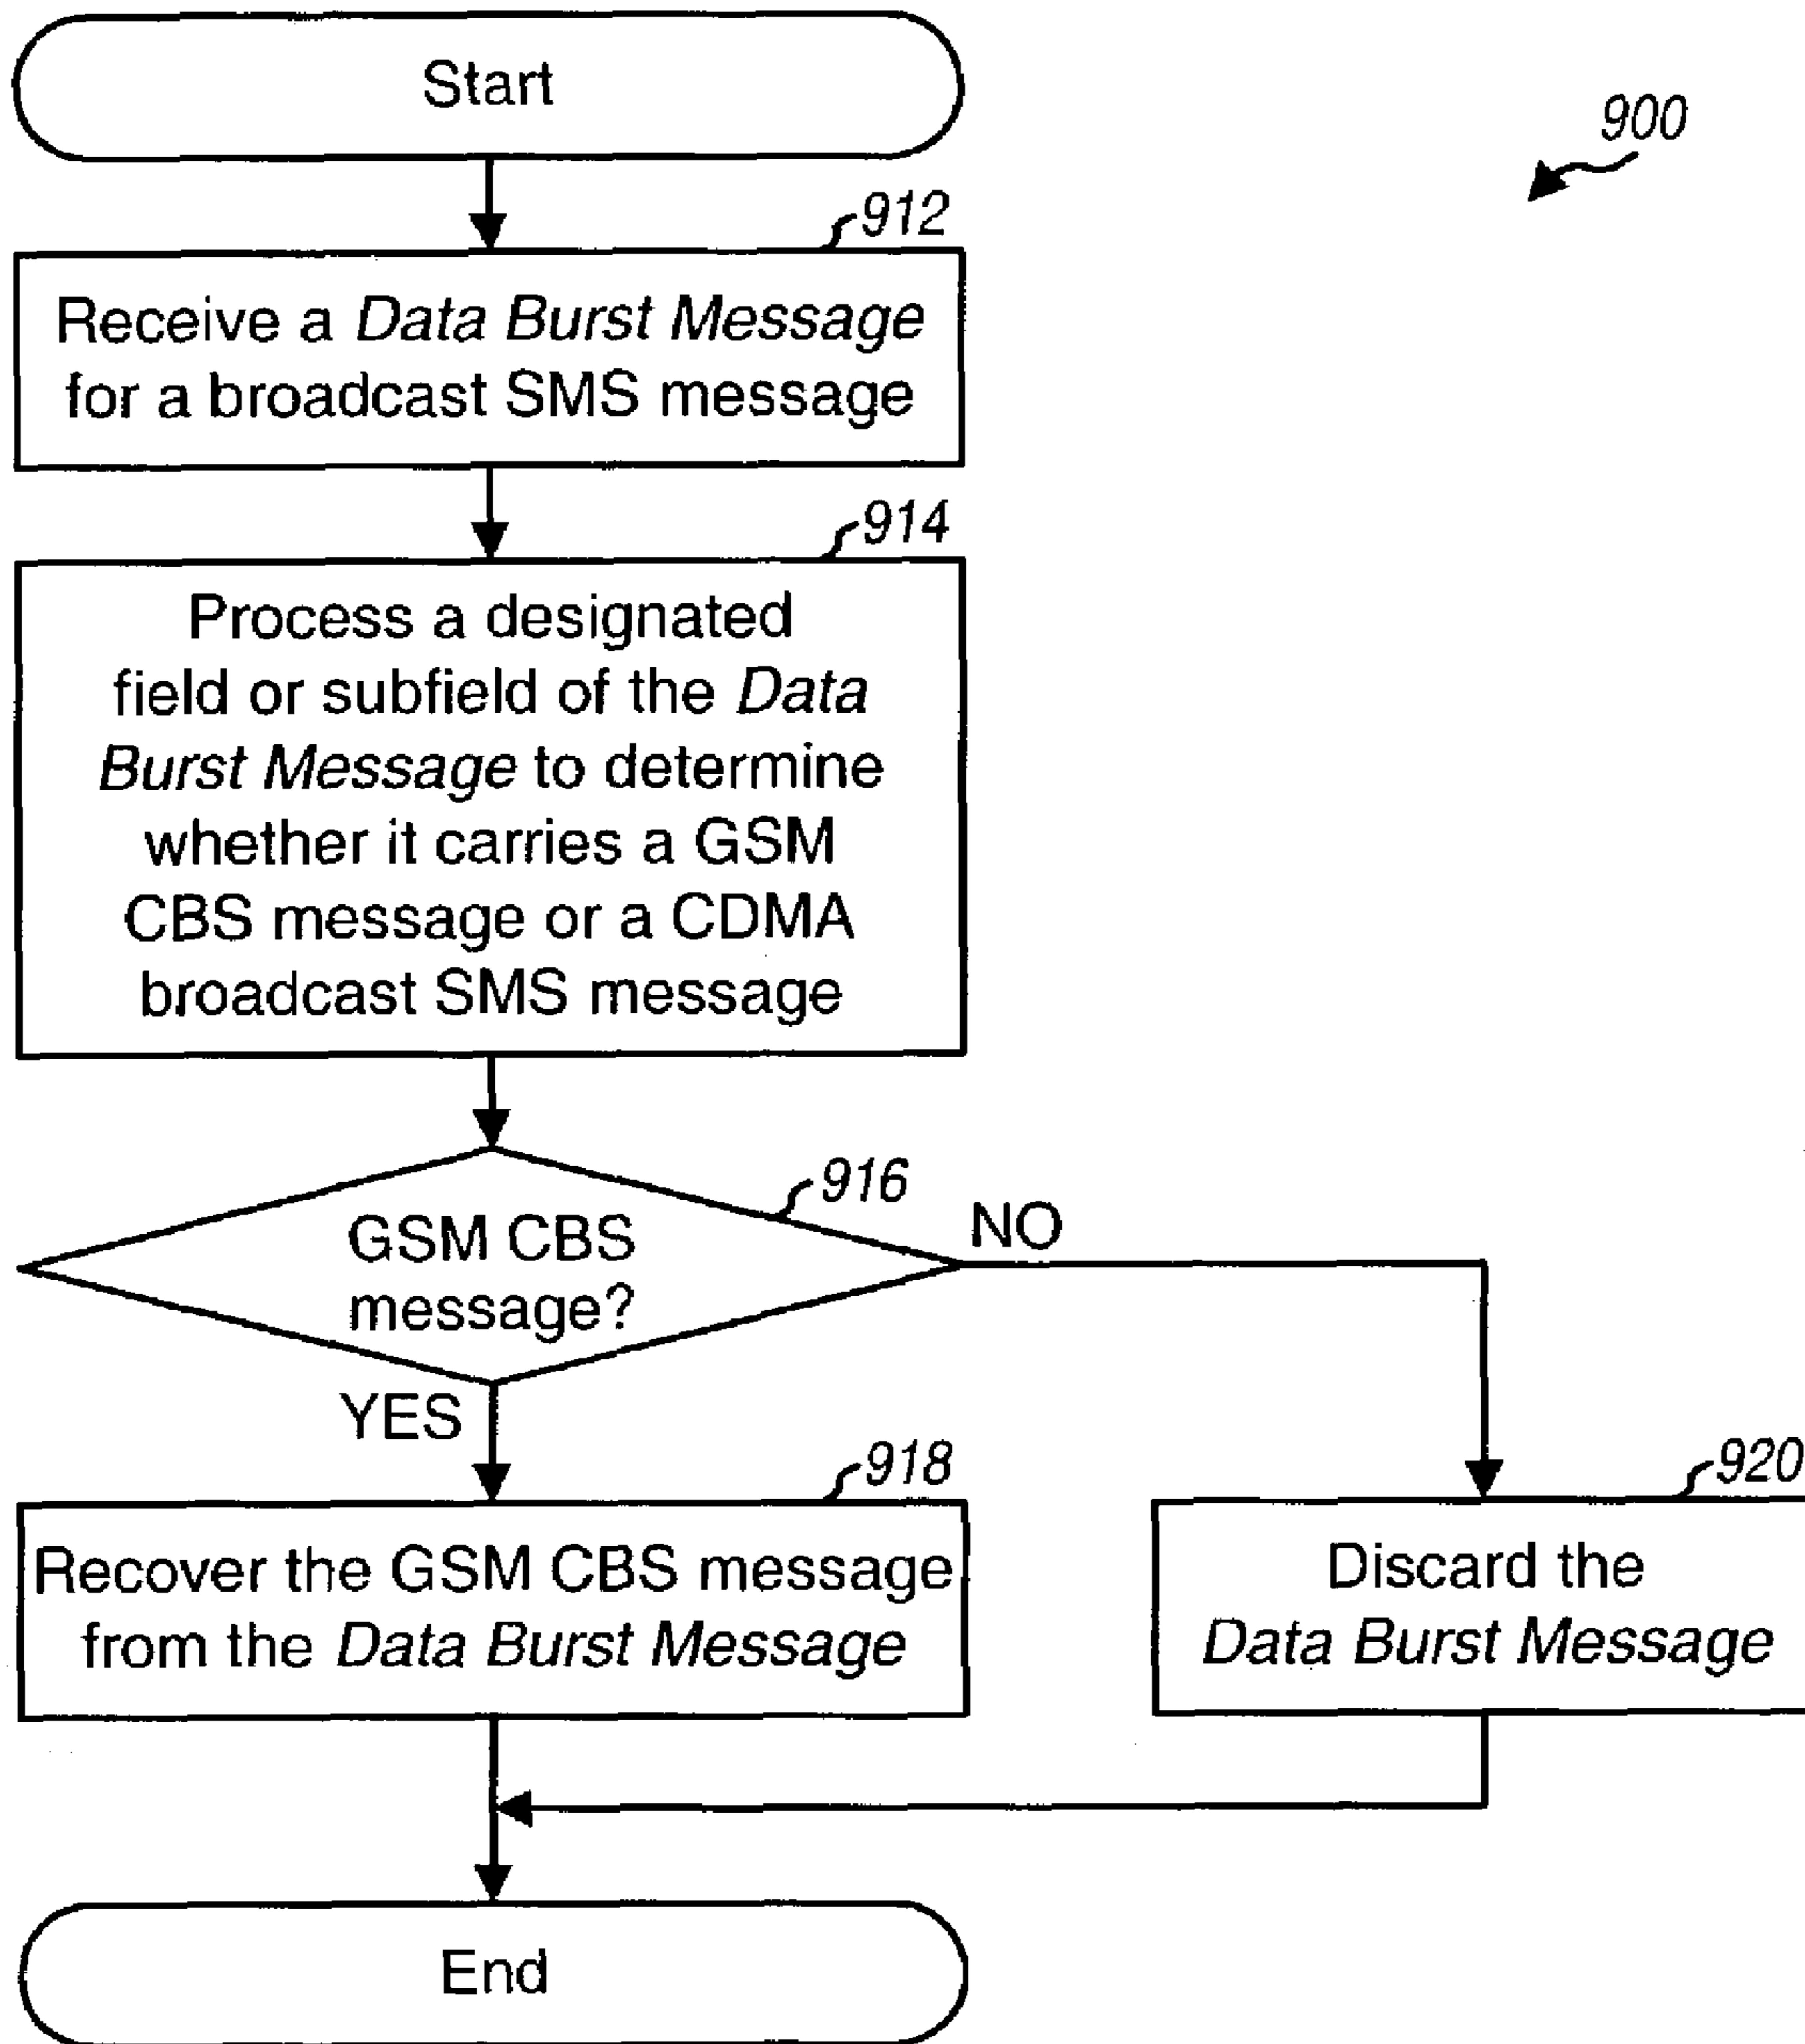 Start
900
912
Receive a Data Burst Message
for a broadcast SMS message
914
Process a designated
field or subfield of the Data
Burst Message to determine
whether it carries a GSM
CBS message or a CDMA
broadcast SMS message
916
GSM CBS
message?
NO
YES
918
Recover the GSM CBS message
from the Data Burst Message
920
Discard the
Data Burst Message
End